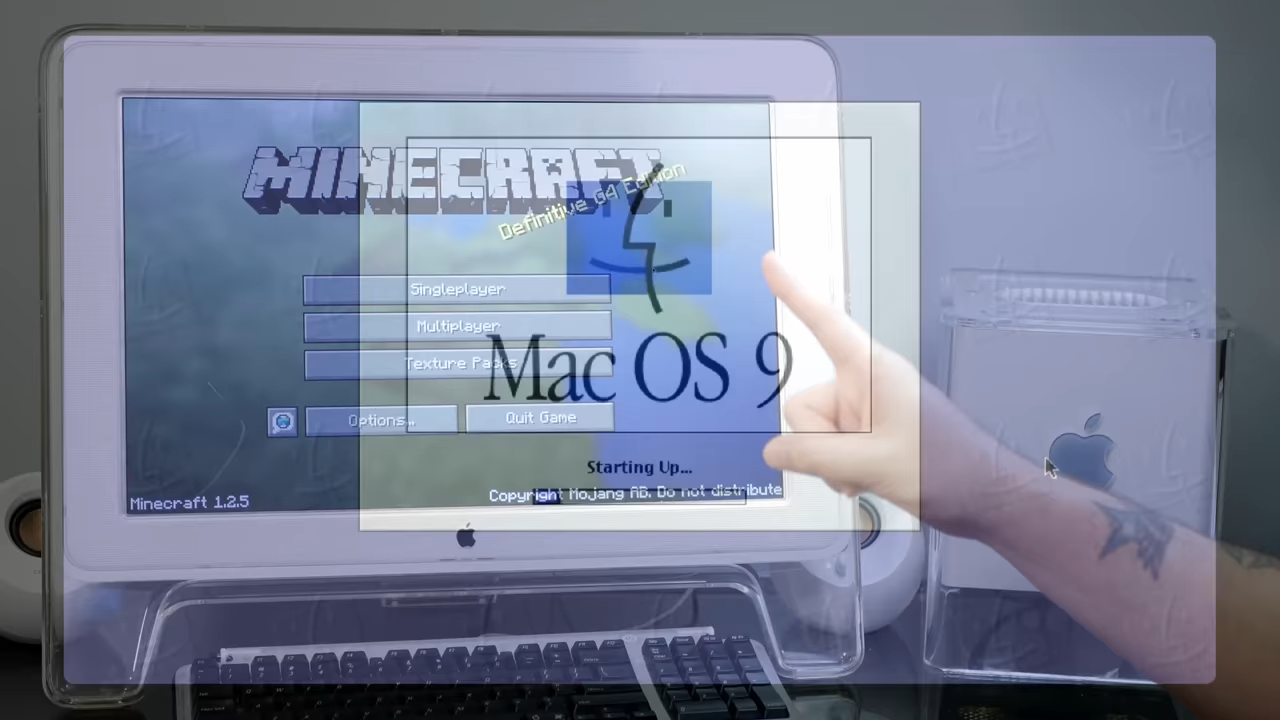 MINECRAFT
Definitive G4 Edition
Singleplayer
Multiplayer
Texture Packs
Mac OS 9
Options...
Quit Game
Starting Up...
Minecraft 1.2.5
Copyright Mojang AB. Do not distribute